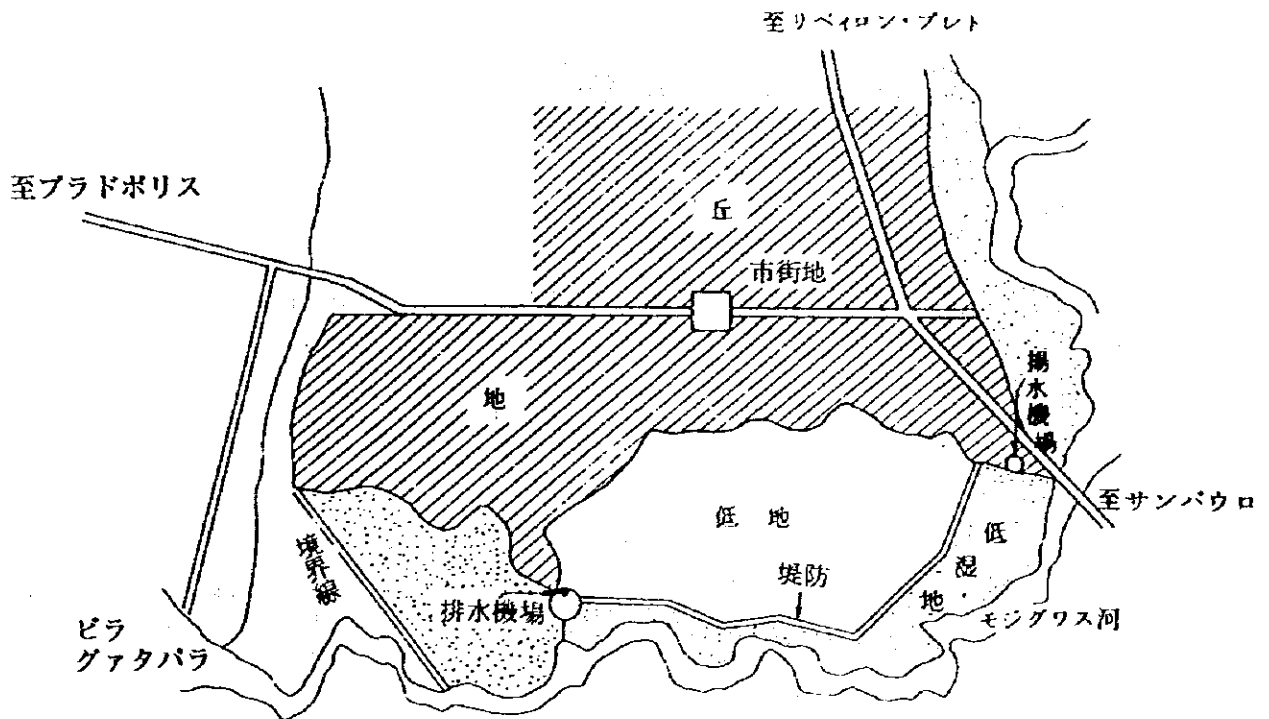 至リベイロン・プレト
至プラドポリス
丘
市街地
地
揚水機場
至サンパウロ
低地
低湿地
堤防
境界線
排水機場
モジグワス河
ビラ
グァタパラ